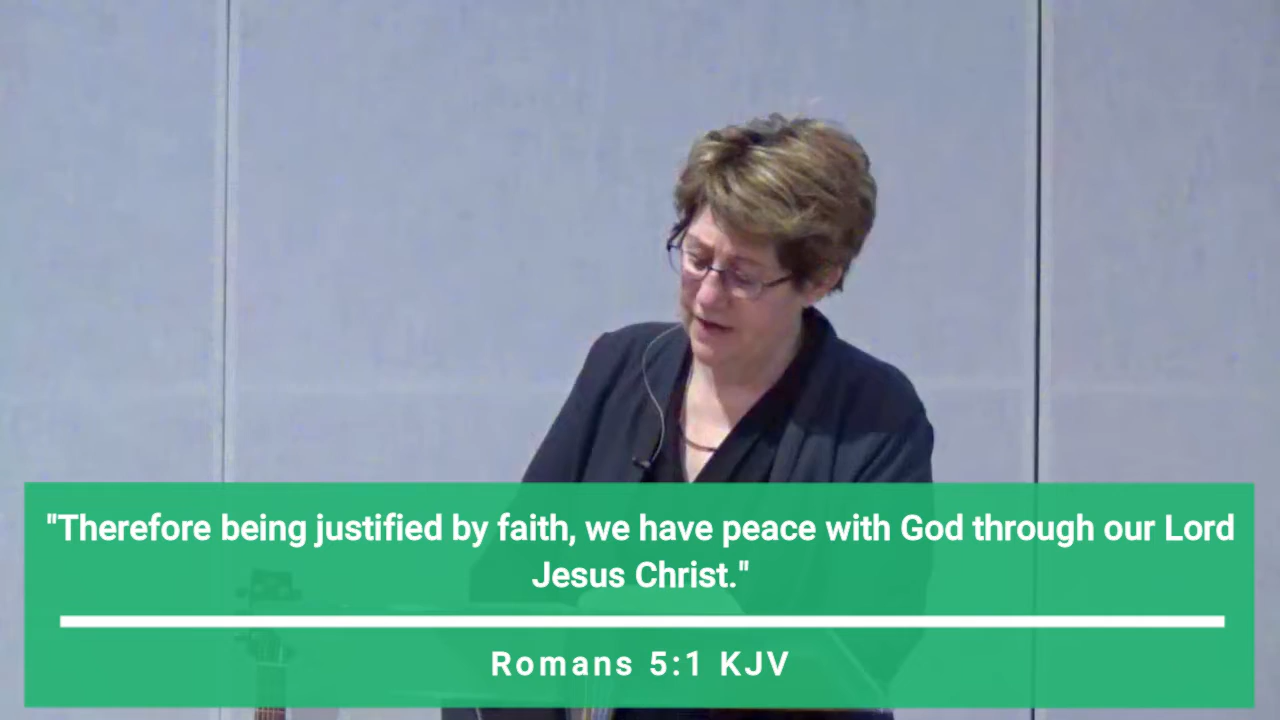 "Therefore being justified by faith, we have peace with God through our Lord
Jesus Christ."
Romans 5:1 KJV